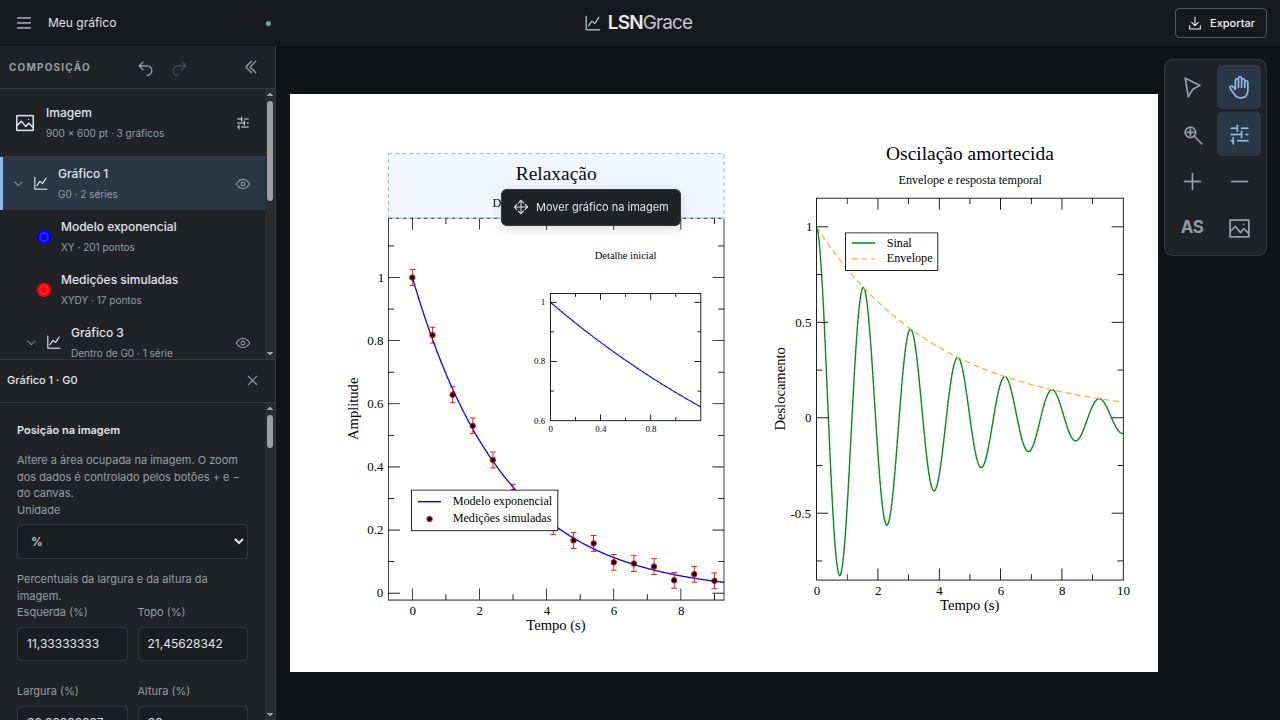 Meu gráfico
LSNGrace
Exportar
COMPOSIÇÃO
Imagem
900 × 600 pt · 3 gráficos
Gráfico 1
G0 · 2 séries
Modelo exponencial
XY · 201 pontos
Medições simuladas
XYDY · 17 pontos
Gráfico 3
Dentro de G0 · 1 série
Gráfico 1 · G0
Posição na imagem
Altere a área ocupada na imagem. O zoom
dos dados é controlado pelos botões + e −
do canvas.
Unidade
%
Percentuais da largura e da altura da
imagem.
Esquerda (%) Topo (%)
11,33333333 21,45628342
Largura (%) Altura (%)
Relaxação
D
Mover gráfico na imagem
Detalhe inicial
1
0.8
0.6
0 0.4 0.8
Amplitude
1
0.8
0.6
0.4
0.2
0
Modelo exponencial
Medições simuladas
0 2 4 6 8
Tempo (s)
Oscilação amortecida
Envelope e resposta temporal
Sinal
Envelope
Deslocamento
1
0.5
0
-0.5
0 2 4 6 8 10
Tempo (s)
AS